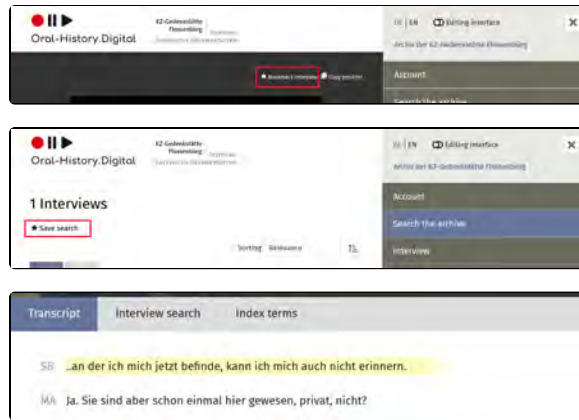 Oral-History.Digital
KZ-Gedenkstätte
Flossenbürg
DE | EN Editing interface ×
Archiv der KZ-Gedenkstätte Flossenbürg
Bookmark interview Copy position
Account
Search the archive
Oral-History.Digital
KZ-Gedenkstätte
Flossenbürg
DE | EN Editing interface ×
Archiv der KZ-Gedenkstätte Flossenbürg
1 Interviews
Save search
Sorting Relevance
Account
Search the archive
Interview
Transcript Interview search Index terms
SB ..an der ich mich jetzt befinde, kann ich mich auch nicht erinnern.
MA Ja. Sie sind aber schon einmal hier gewesen, privat, nicht?